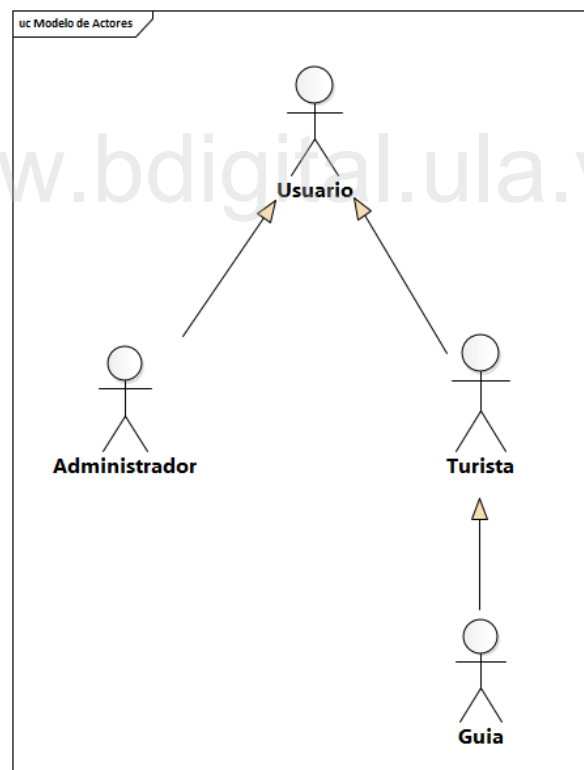 uc Modelo de Actores
w.bdigital.ula.v
Usuario
Administrador
Turista
Guia